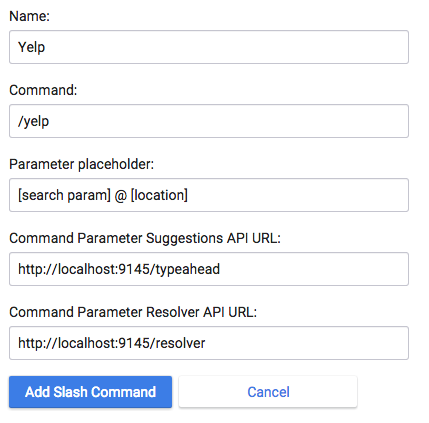 Name:
Yelp
Command:
/yelp
Parameter placeholder:
[search param] @ [location]
Command Parameter Suggestions API URL:
http://localhost:9145/typeahead
Command Parameter Resolver API URL:
http://localhost:9145/resolver
Add Slash Command Cancel